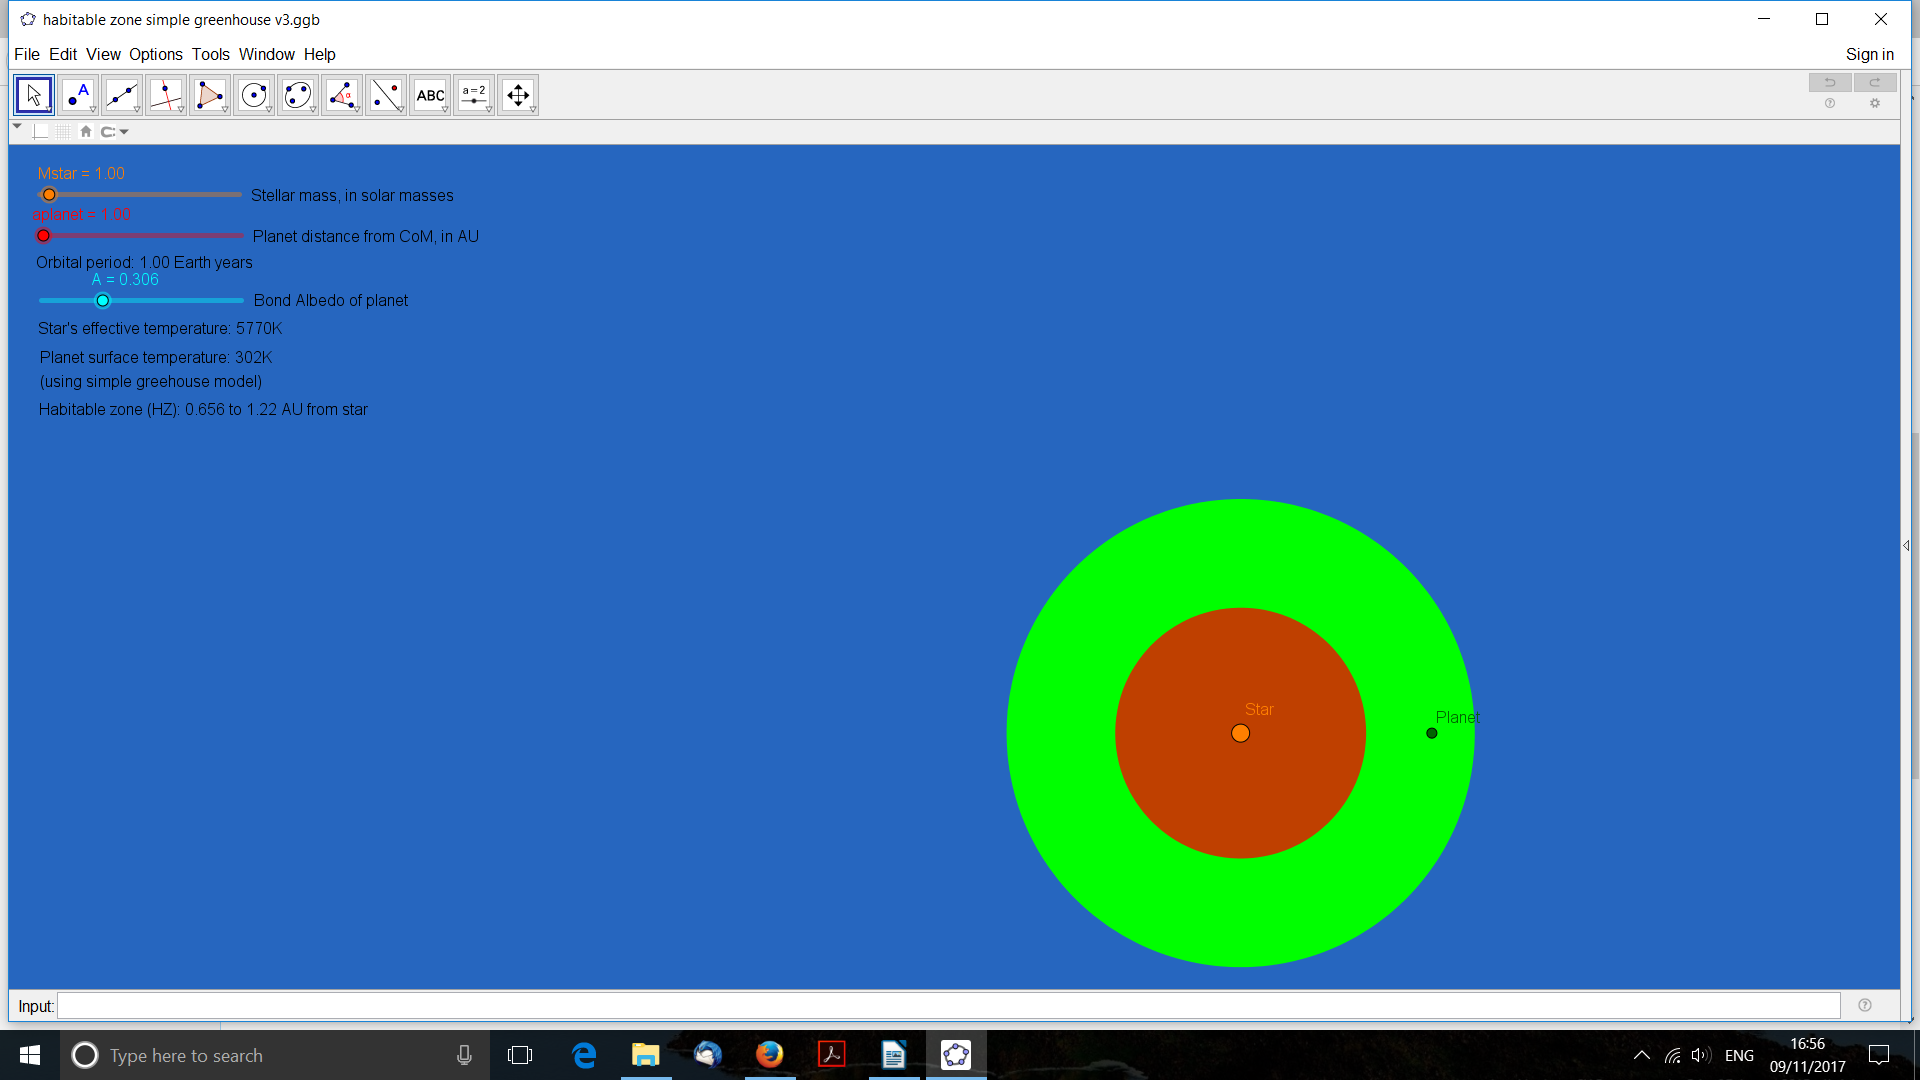 habitable zone simple greenhouse v3.ggb
File Edit View Options Tools Window Help
Sign in
A
α
ABC
a=2
Mstar = 1.00
Stellar mass, in solar masses
aplanet = 1.00
Planet distance from CoM, in AU
Orbital period: 1.00 Earth years
A = 0.306
Bond Albedo of planet
Star's effective temperature: 5770K
Planet surface temperature: 302K
(using simple greehouse model)
Habitable zone (HZ): 0.656 to 1.22 AU from star
Star
Planet
Input:
Type here to search
ENG
16:56
09/11/2017